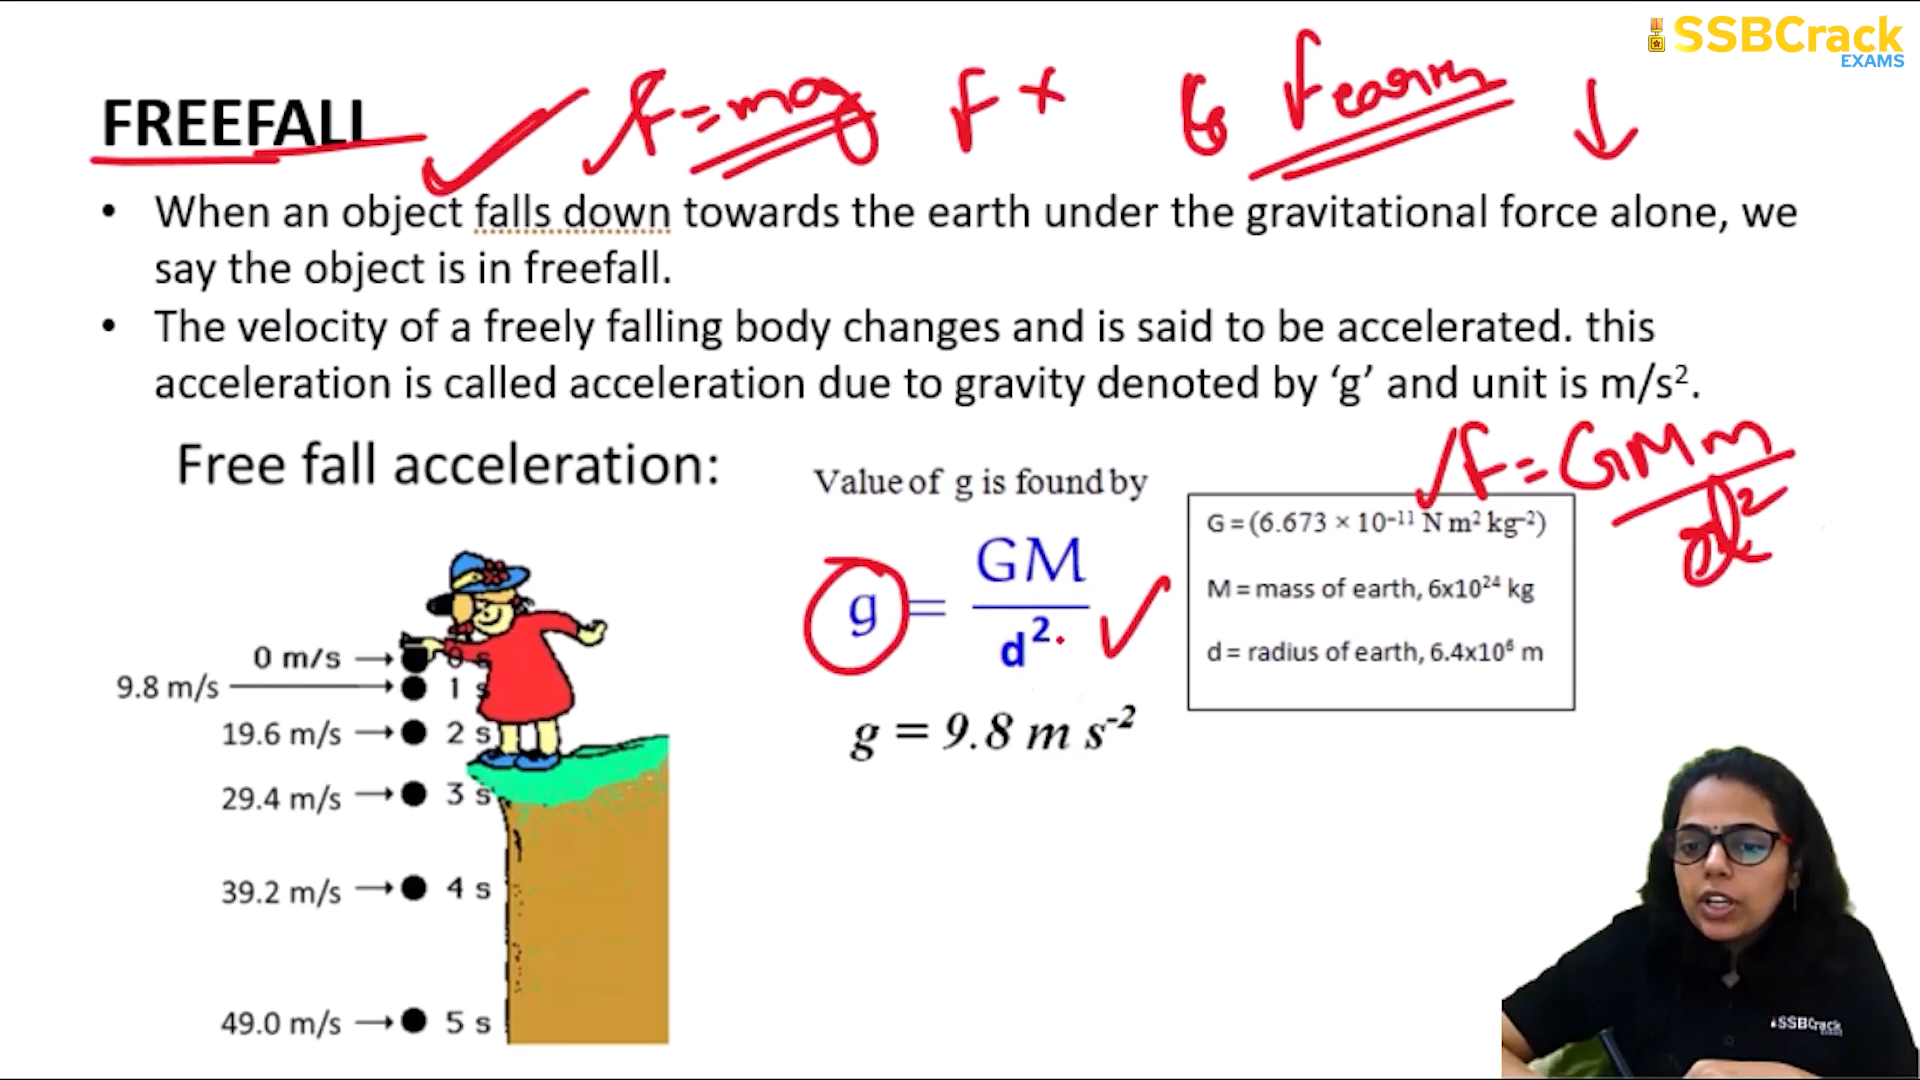 SSBCrack
EXAMS
FREEFALL
F=mg F x F earth
• When an object falls down towards the earth under the gravitational force alone, we
say the object is in freefall.
• The velocity of a freely falling body changes and is said to be accelerated. this
acceleration is called acceleration due to gravity denoted by ‘g’ and unit is m/s².
F = GMm
d²
Free fall acceleration:
Value of g is found by
g = GM
d²
g = 9.8 m s⁻²
G = (6.673 × 10⁻¹¹ N m² kg⁻²)
M = mass of earth, 6x10²⁴ kg
d = radius of earth, 6.4x10⁶ m
0 m/s 0 s
9.8 m/s 1 s
19.6 m/s 2 s
29.4 m/s 3 s
39.2 m/s 4 s
49.0 m/s 5 s
SSBCrack